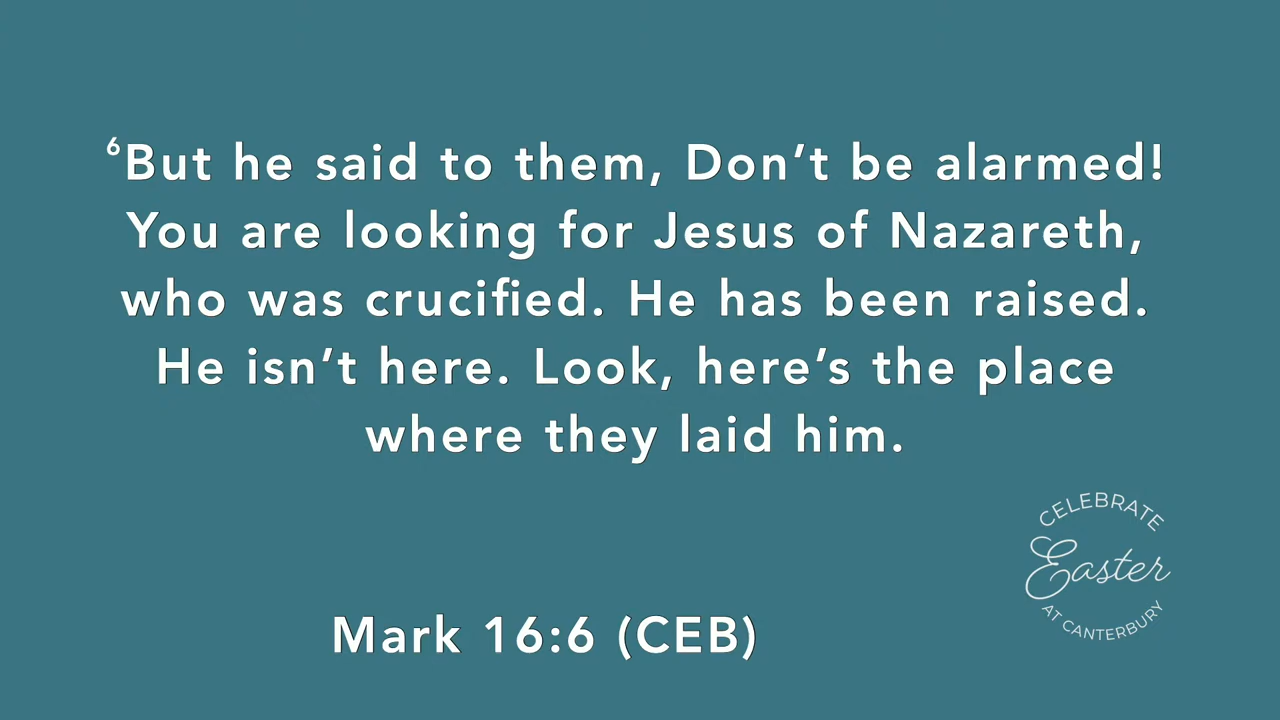 ⁶But he said to them, Don’t be alarmed!
You are looking for Jesus of Nazareth,
who was crucified. He has been raised.
He isn’t here. Look, here’s the place
where they laid him.
CELEBRATE
Easter
AT CANTERBURY
Mark 16:6 (CEB)